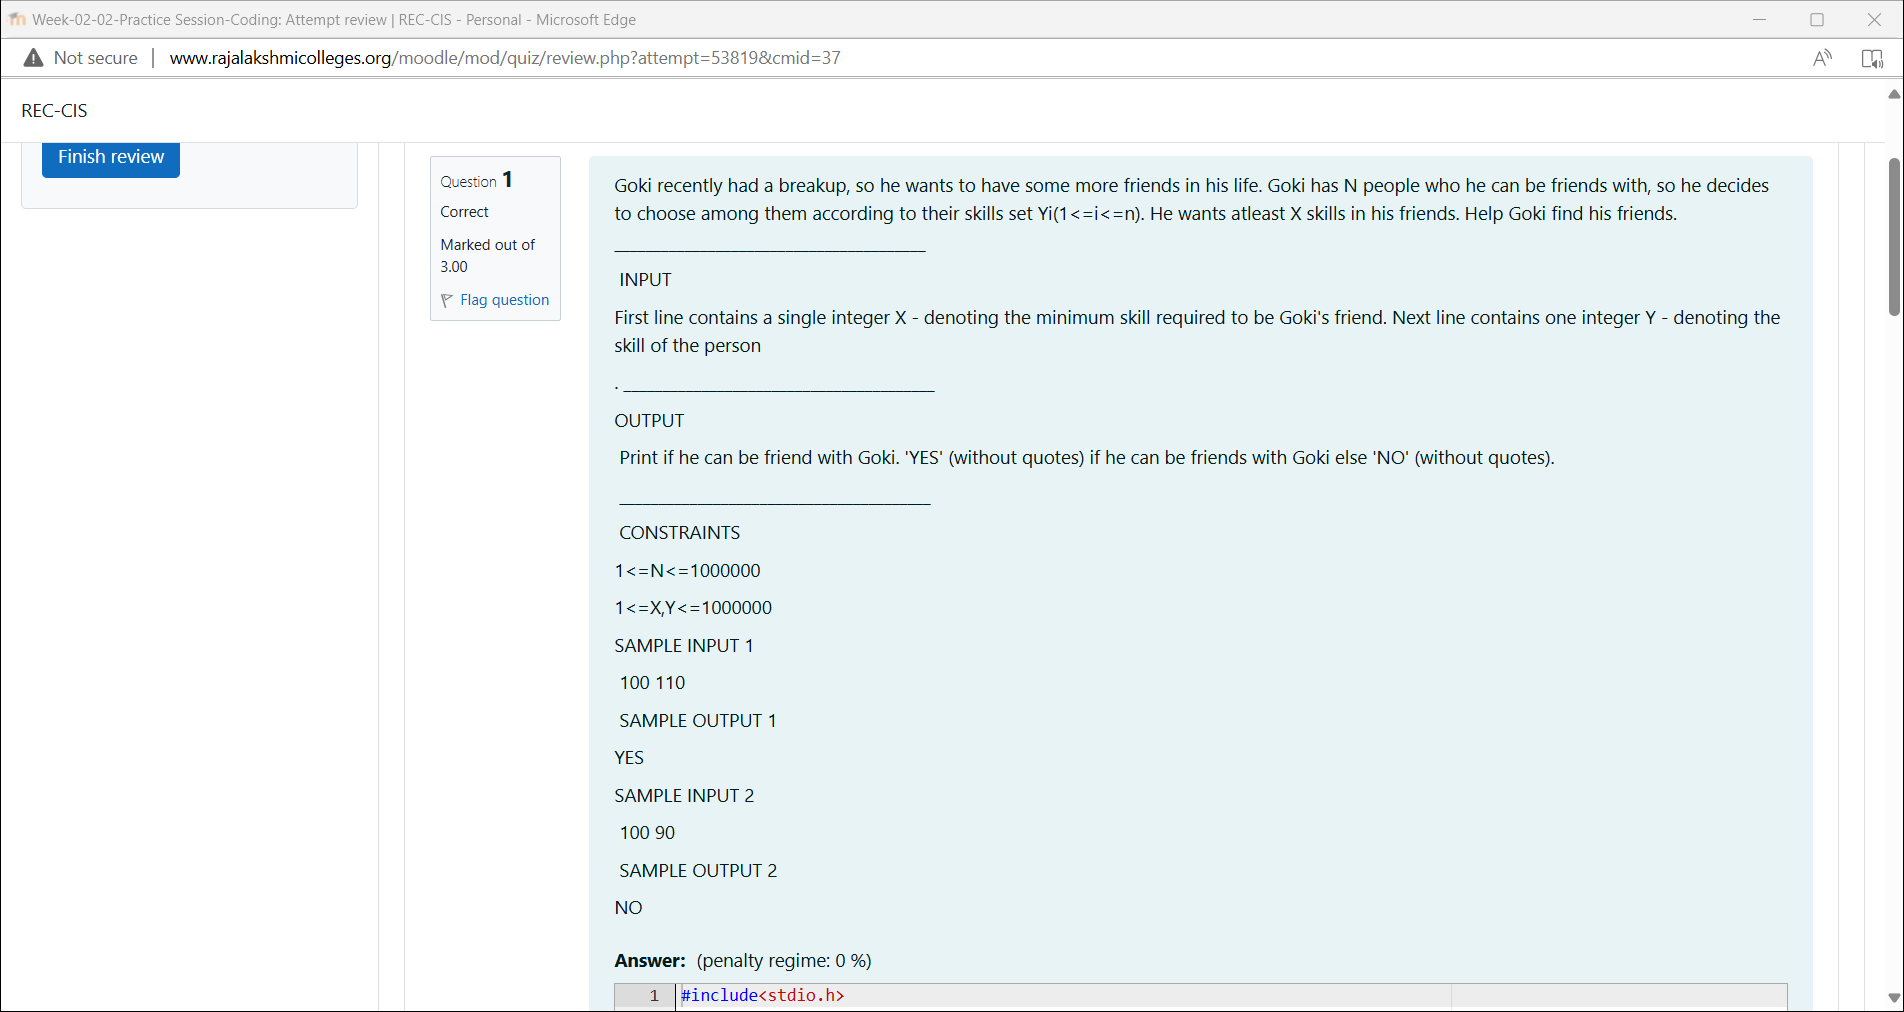 Week-02-02-Practice Session-Coding: Attempt review | REC-CIS - Personal - Microsoft Edge
Not secure | www.rajalakshmicolleges.org/moodle/mod/quiz/review.php?attempt=53819&cmid=37
REC-CIS
Finish review
Question 1
Correct
Marked out of
3.00
Flag question
Goki recently had a breakup, so he wants to have some more friends in his life. Goki has N people who he can be friends with, so he decides
to choose among them according to their skills set Yi(1<=i<=n). He wants atleast X skills in his friends. Help Goki find his friends.
________________________________________
INPUT
First line contains a single integer X - denoting the minimum skill required to be Goki's friend. Next line contains one integer Y - denoting the
skill of the person
. ________________________________________
OUTPUT
Print if he can be friend with Goki. 'YES' (without quotes) if he can be friends with Goki else 'NO' (without quotes).
________________________________________
CONSTRAINTS
1<=N<=1000000
1<=X,Y<=1000000
SAMPLE INPUT 1
100 110
SAMPLE OUTPUT 1
YES
SAMPLE INPUT 2
100 90
SAMPLE OUTPUT 2
NO
Answer: (penalty regime: 0 %)
1 #include<stdio.h>